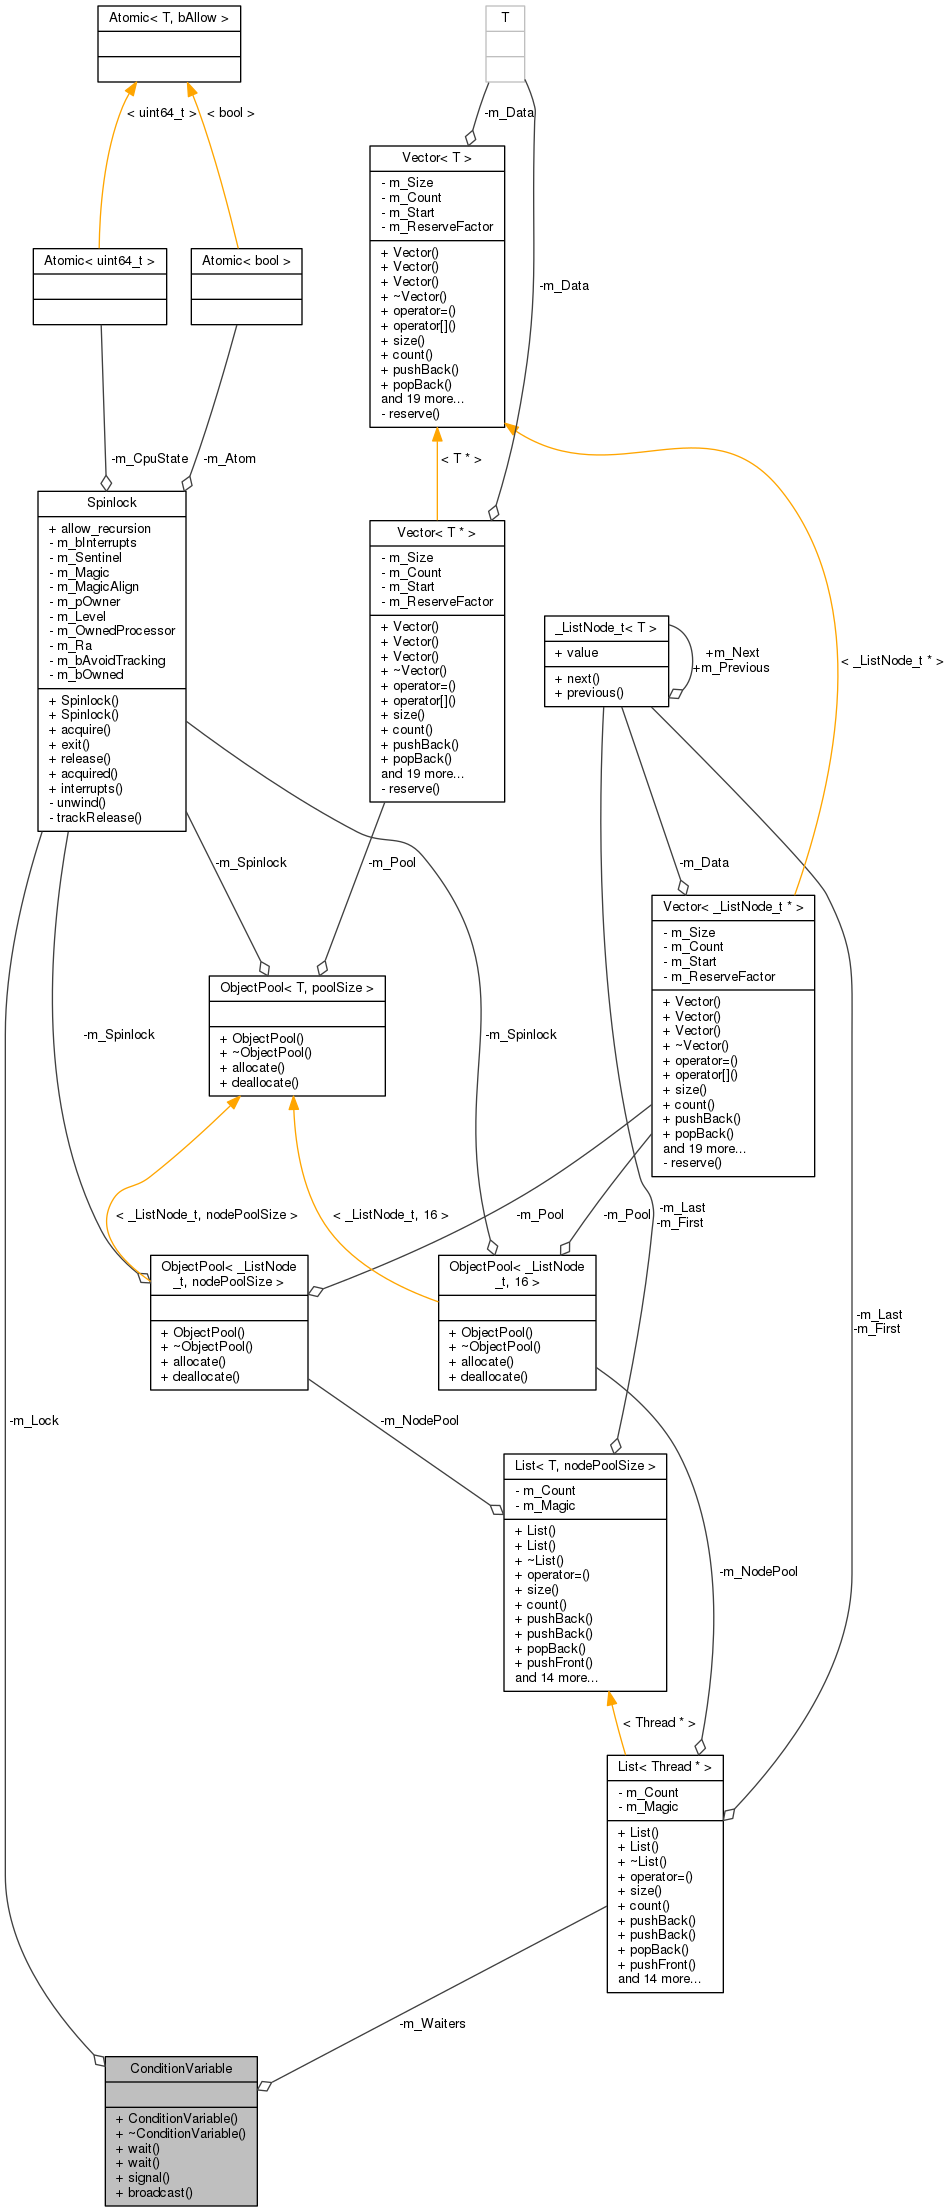 Atomic< T, bAllow >
T
< uint64_t >
< bool >
-m_Data
Vector< T >
- m_Size
- m_Count
- m_Start
- m_ReserveFactor
+ Vector()
+ Vector()
+ Vector()
+ ~Vector()
+ operator=()
+ operator[]()
+ size()
+ count()
+ pushBack()
+ popBack()
and 19 more...
- reserve()
Atomic< uint64_t >
Atomic< bool >
-m_Data
-m_CpuState
-m_Atom
< T * >
Spinlock
+ allow_recursion
- m_bInterrupts
- m_Sentinel
- m_Magic
- m_MagicAlign
- m_pOwner
- m_Level
- m_OwnedProcessor
- m_Ra
- m_bAvoidTracking
- m_bOwned
+ Spinlock()
+ Spinlock()
+ acquire()
+ exit()
+ release()
+ acquired()
+ interrupts()
- unwind()
- trackRelease()
Vector< T * >
- m_Size
- m_Count
- m_Start
- m_ReserveFactor
+ Vector()
+ Vector()
+ Vector()
+ ~Vector()
+ operator=()
+ operator[]()
+ size()
+ count()
+ pushBack()
+ popBack()
and 19 more...
- reserve()
_ListNode_t< T >
+ value
+ next()
+ previous()
+m_Next
+m_Previous
< _ListNode_t * >
-m_Spinlock
-m_Pool
-m_Data
Vector< _ListNode_t * >
- m_Size
- m_Count
- m_Start
- m_ReserveFactor
+ Vector()
+ Vector()
+ Vector()
+ ~Vector()
+ operator=()
+ operator[]()
+ size()
+ count()
+ pushBack()
+ popBack()
and 19 more...
- reserve()
ObjectPool< T, poolSize >
+ ObjectPool()
+ ~ObjectPool()
+ allocate()
+ deallocate()
-m_Spinlock
-m_Spinlock
< _ListNode_t, nodePoolSize >
< _ListNode_t, 16 >
-m_Pool
-m_Pool
-m_Last
-m_First
ObjectPool< _ListNode
_t, nodePoolSize >
+ ObjectPool()
+ ~ObjectPool()
+ allocate()
+ deallocate()
ObjectPool< _ListNode
_t, 16 >
+ ObjectPool()
+ ~ObjectPool()
+ allocate()
+ deallocate()
-m_Last
-m_First
-m_Lock
-m_NodePool
List< T, nodePoolSize >
- m_Count
- m_Magic
+ List()
+ List()
+ ~List()
+ operator=()
+ size()
+ count()
+ pushBack()
+ pushBack()
+ popBack()
+ pushFront()
and 14 more...
-m_NodePool
< Thread * >
List< Thread * >
- m_Count
- m_Magic
+ List()
+ List()
+ ~List()
+ operator=()
+ size()
+ count()
+ pushBack()
+ pushBack()
+ popBack()
+ pushFront()
and 14 more...
-m_Waiters
ConditionVariable
+ ConditionVariable()
+ ~ConditionVariable()
+ wait()
+ wait()
+ signal()
+ broadcast()